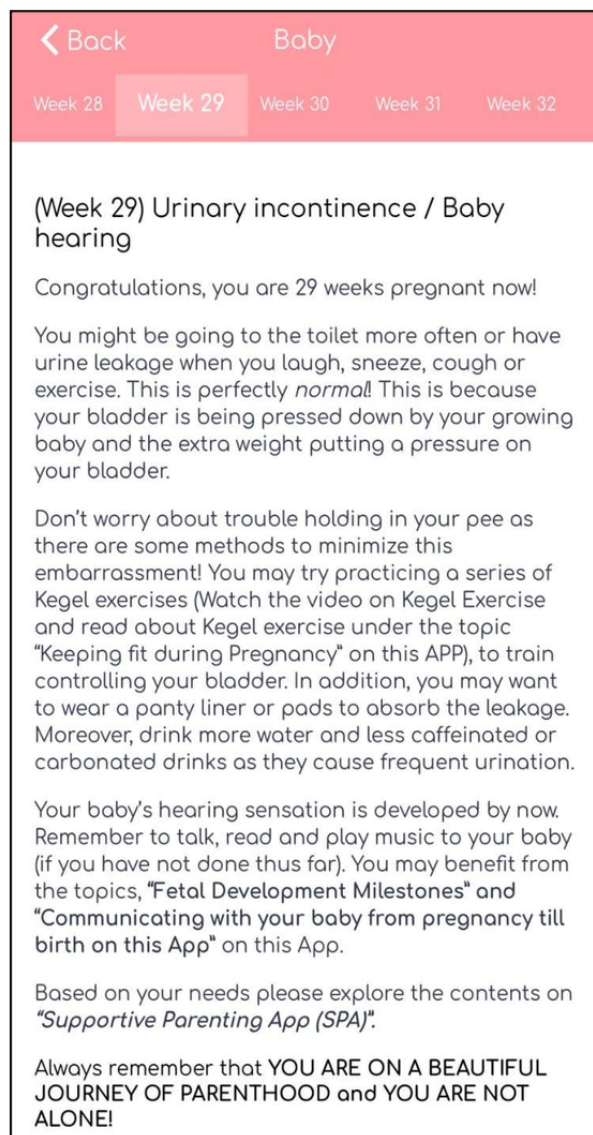 Back
Baby
Week 28 Week 29 Week 30 Week 31 Week 32
(Week 29) Urinary incontinence / Baby
hearing
Congratulations, you are 29 weeks pregnant now!
You might be going to the toilet more often or have
urine leakage when you laugh, sneeze, cough or
exercise. This is perfectly normal! This is because
your bladder is being pressed down by your growing
baby and the extra weight putting a pressure on
your bladder.
Don't worry about trouble holding in your pee as
there are some methods to minimize this
embarrassment! You may try practicing a series of
Kegel exercises (Watch the video on Kegel Exercise
and read about Kegel exercise under the topic
"Keeping fit during Pregnancy" on this APP), to train
controlling your bladder. In addition, you may want
to wear a panty liner or pads to absorb the leakage.
Moreover, drink more water and less caffeinated or
carbonated drinks as they cause frequent urination.
Your baby's hearing sensation is developed by now.
Remember to talk, read and play music to your baby
(if you have not done thus far). You may benefit from
the topics, "Fetal Development Milestones" and
"Communicating with your baby from pregnancy till
birth on this App" on this App.
Based on your needs please explore the contents on
"Supportive Parenting App (SPA)".
Always remember that YOU ARE ON A BEAUTIFUL
JOURNEY OF PARENTHOOD and YOU ARE NOT
ALONE!